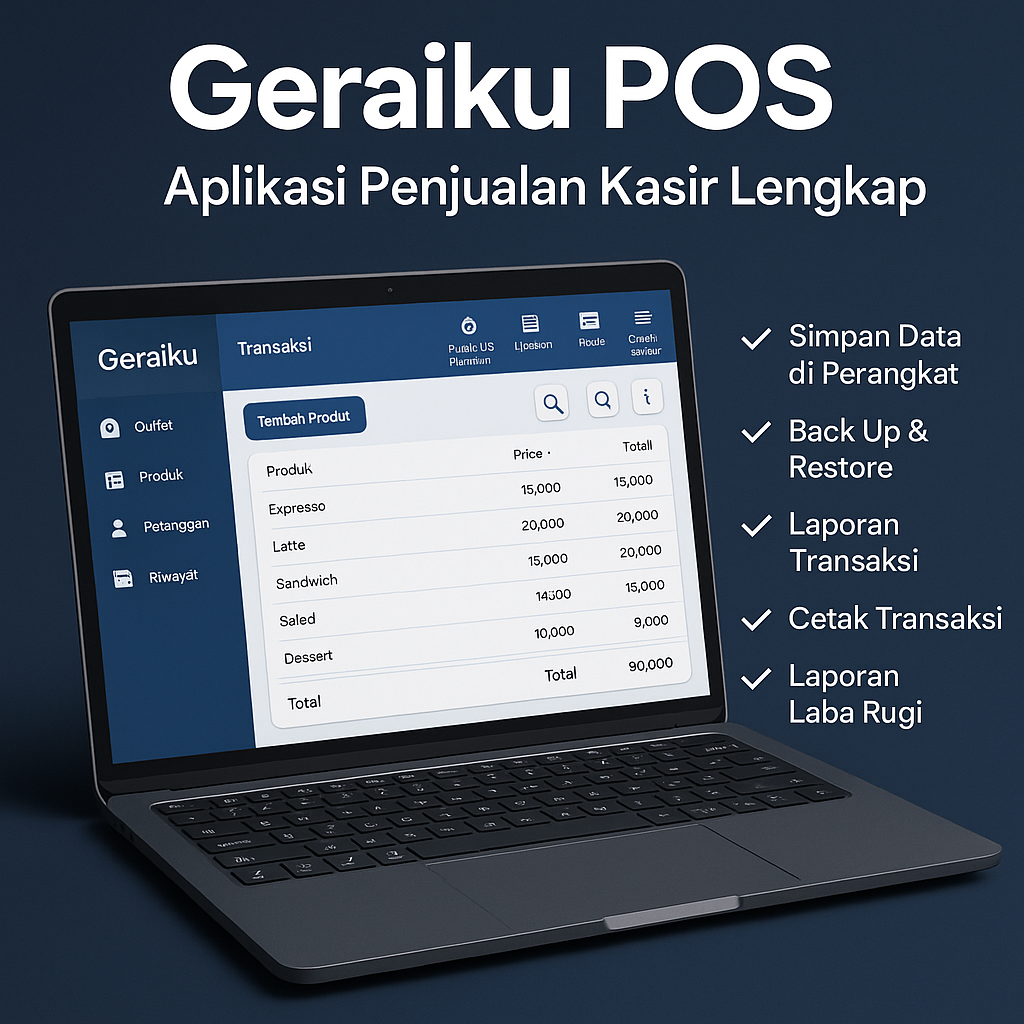 Geraiku POS
Aplikasi Penjualan Kasir Lengkap
Geraiku
Transaksi
Outfet
Produk
Petanggan
Riwayat
Tembah Produt
Produk Price · Totall
Expresso 15,000 15,000
Latte 20,000 20,000
Sandwich 15,000 20,000
Saled 15,000
Dessert 10,000 9,000
Total Total 90,000
Simpan Data
di Perangkat
Back Up &
Restore
Laporan
Transaksi
Cetak Transaksi
Laporan
Laba Rugi